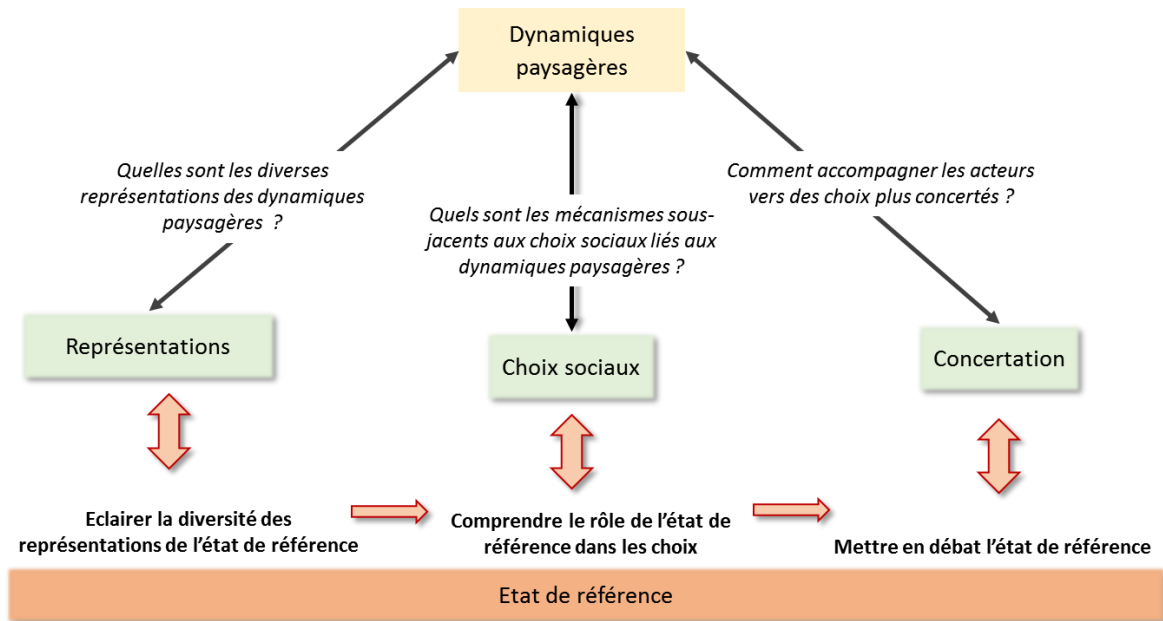 Dynamiques
paysagères
Quelles sont les diverses
représentations des dynamiques
paysagères  ?
Quels sont les mécanismes sous-
jacents aux choix sociaux liés aux
dynamiques paysagères ?
Comment accompagner les acteurs
vers des choix plus concertés ?
Représentations
Choix sociaux
Concertation
Eclairer la diversité des
représentations de l’état de référence
Comprendre le rôle de l’état de
référence dans les choix
Mettre en débat l’état de référence
Etat de référence